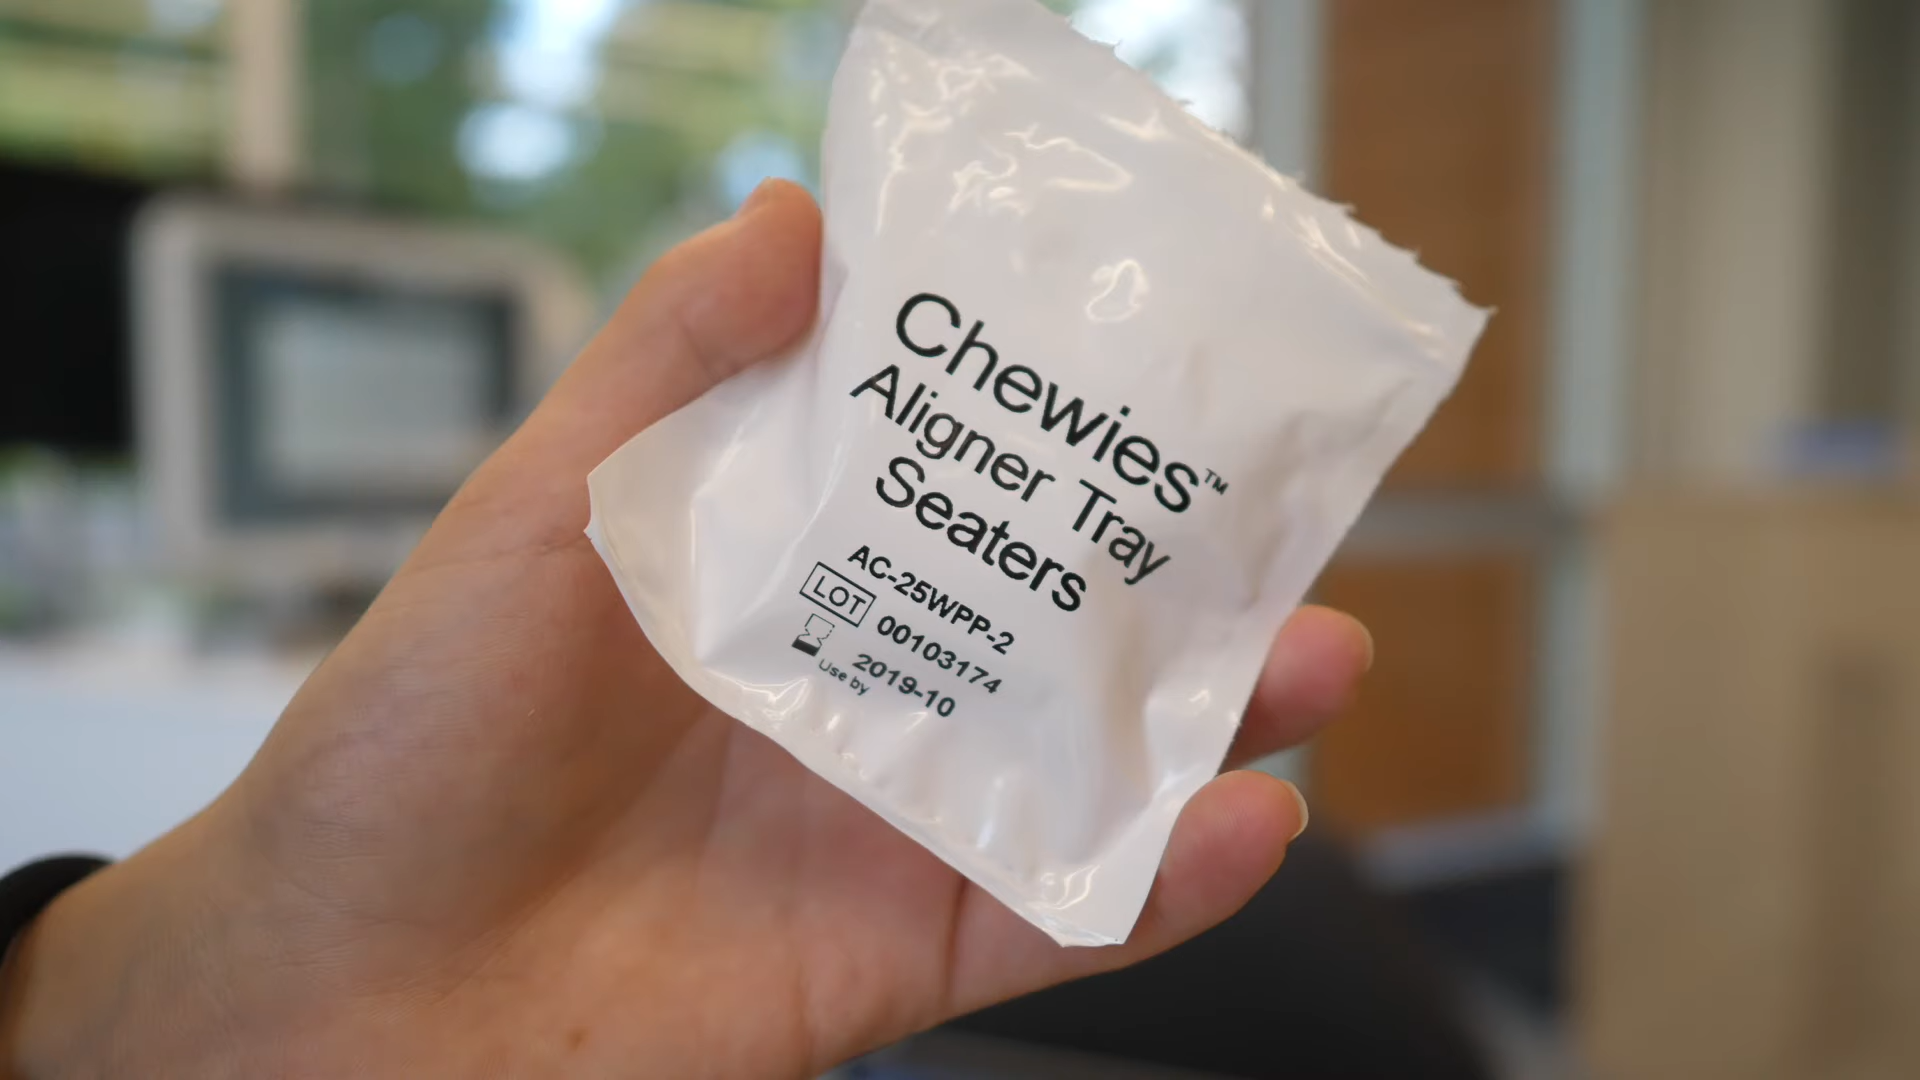 Chewies™
Aligner Tray
Seaters
AC-25WPP-2
LOT 00103174
2019-10
Use by